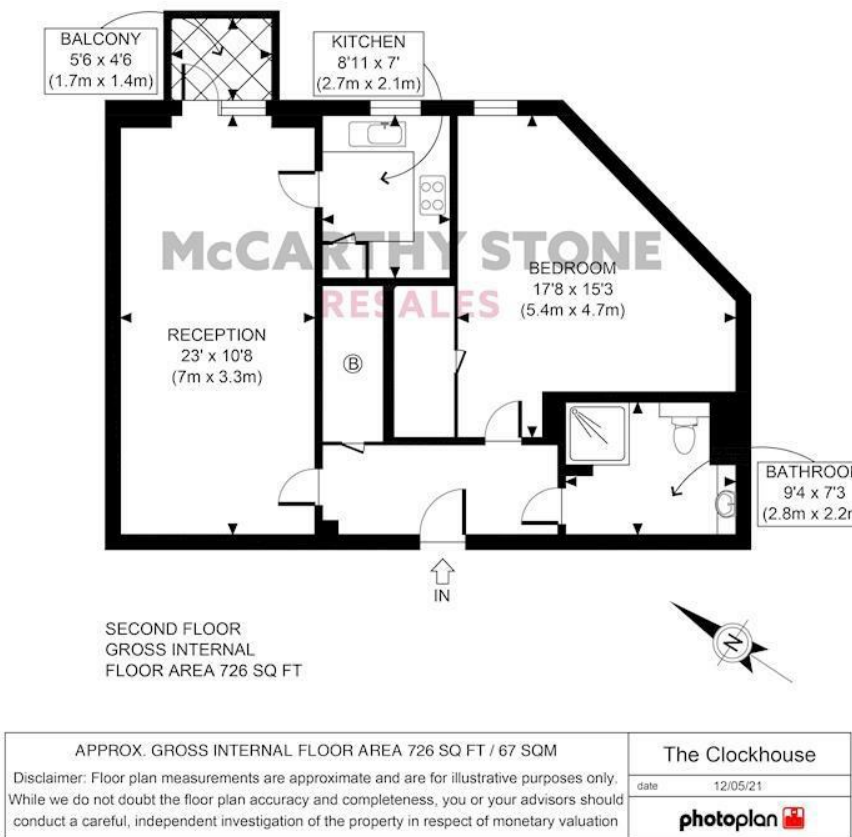 BALCONY
5'6 x 4'6
(1.7m x 1.4m)
KITCHEN
8'11 x 7'
(2.7m x 2.1m)
McCARTHY STONE
RESALES
BEDROOM
17'8 x 15'3
(5.4m x 4.7m)
RECEPTION
23' x 10'8
(7m x 3.3m)
B
BATHROOM
9'4 x 7'3
(2.8m x 2.2m
IN
SECOND FLOOR
GROSS INTERNAL
FLOOR AREA 726 SQ FT
N
APPROX. GROSS INTERNAL FLOOR AREA 726 SQ FT / 67 SQM
Disclaimer: Floor plan measurements are approximate and are for illustrative purposes only.
While we do not doubt the floor plan accuracy and completeness, you or your advisors should
conduct a careful, independent investigation of the property in respect of monetary valuation
The Clockhouse
date 12/05/21
photoplan